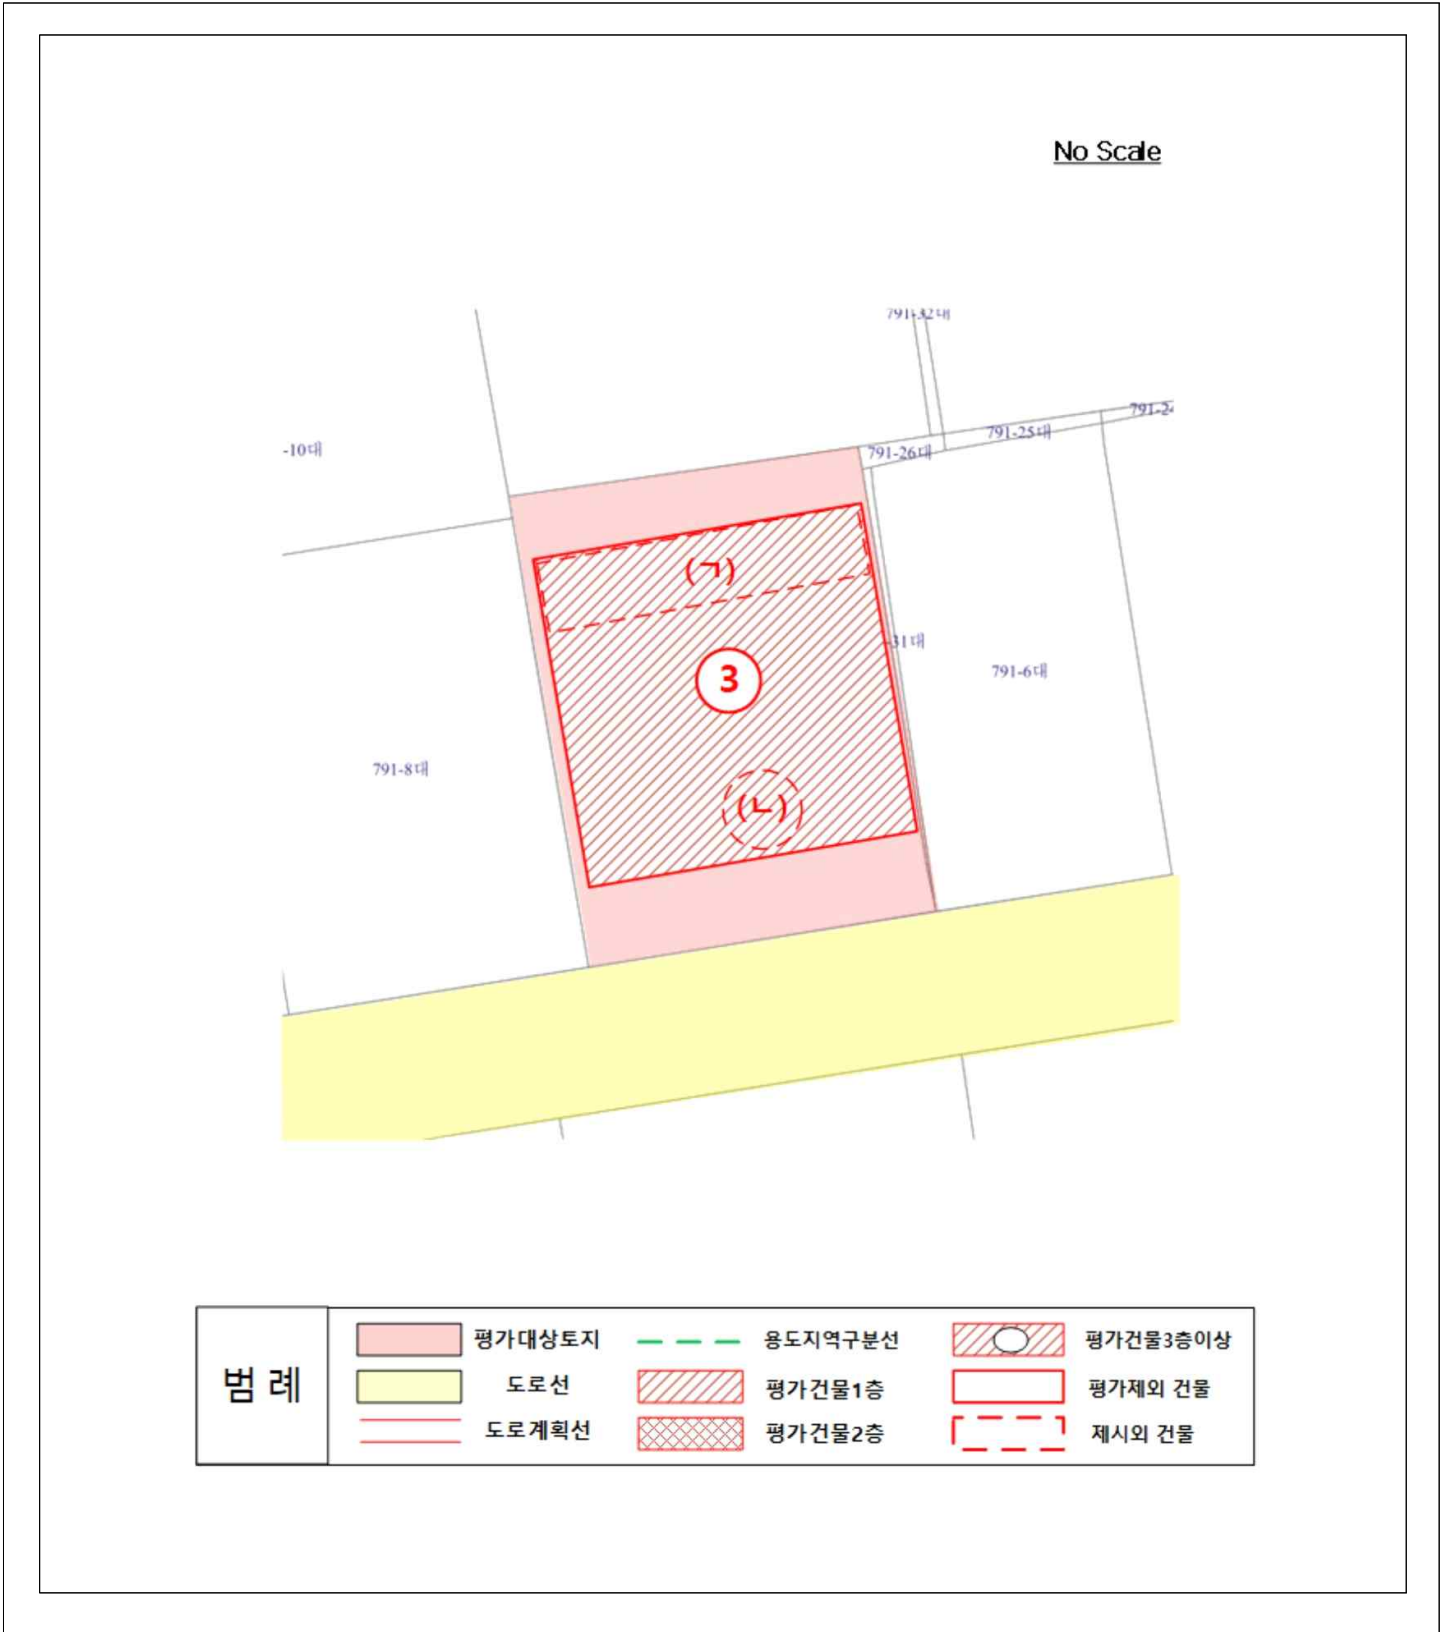 No Scale
791-32대
791-24
791-25대
-10대
791-26대
(ㄱ)
-31대
3
791-6대
791-8대
(ㄴ)
범 례
평가대상토지
용도지역구분선
평가건물3층이상
도로선
평가건물1층
평가제외 건물
도로계획선
평가건물2층
제시외 건물